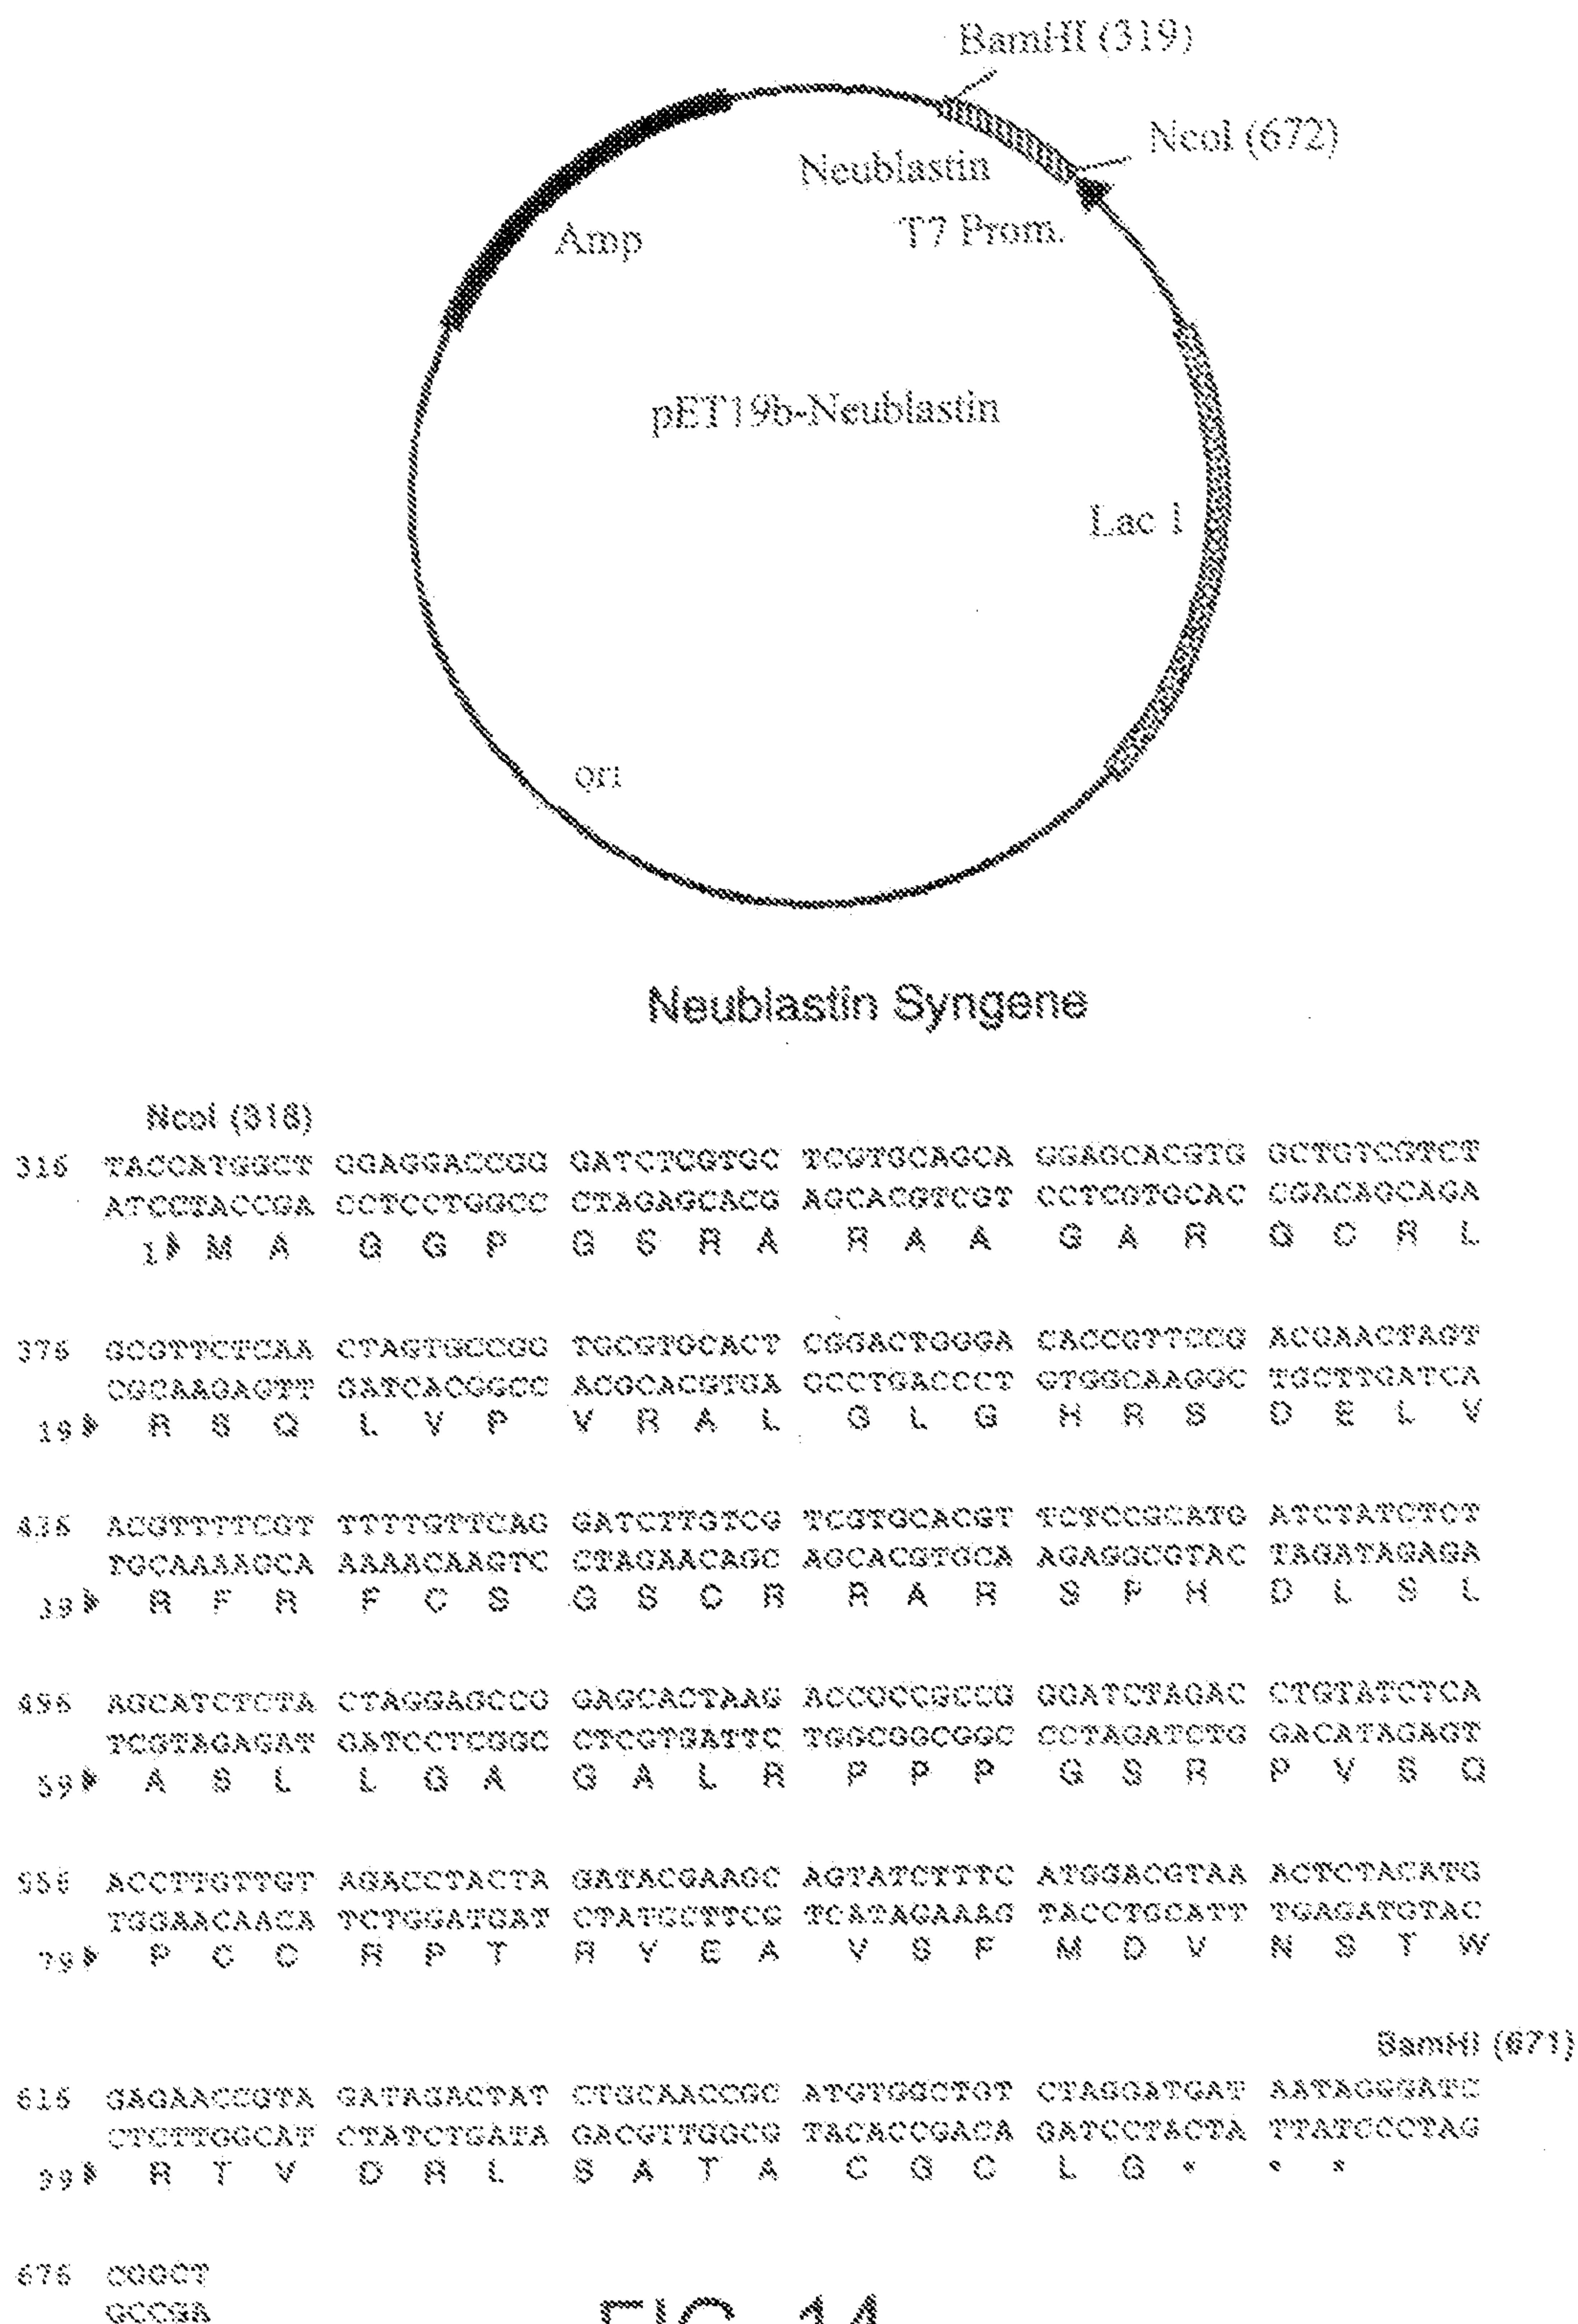 BamHI (319)
NcoI (672)
Neublastin
T7 Prom.
Amp
pET19b-Neublastin
Lac I
ori
Neublastin Syngene
NcoI (318)
316 TACCATGGCT GGAGGACCGG GATCTCGTGC TCGTGCAGCA GGAGCACGTG GCTGTCGTCT
ATGGTACCGA CCTCCTGGCC CTAGAGCACG AGCACGTCGT CCTCGTGCAC CGACAGCAGA
1▶ M A G G P G S R A R A A G A R G C R L
376 GCGTTCTCAA CTAGTGCCGG TGCGTGCACT CGGACTGGGA CACCGTTCCG ACGAACTAGT
CGCAAGAGTT GATCACGGCC ACGCACGTGA GCCTGACCCT GTGGCAAGGC TGCTTGATCA
19▶ R S Q L V P V R A L G L G H R S D E L V
436 ACGTTTTCGT TTTTGTTCAG GATCTTGTCG TCGTGCACGT TCTCCGCATG ATCTATCTCT
TGCAAAAGCA AAAACAAGTC CTAGAACAGC AGCACGTGCA AGAGGCGTAC TAGATAGAGA
39▶ R F R F C S G S C R R A R S P H D L S L
496 AGCATCTCTA CTAGGAGCCG GAGCACTAAG ACCGCCGCCG GGATCTAGAC CTGTATCTCA
TCGTAGAGAT GATCCTCGGC CTCGTGATTC TGGCGGCGGC CCTAGATCTG GACATAGAGT
59▶ A S L L G A G A L R P P P G S R P V S Q
556 ACCTTGTTGT AGACCTACTA GATACGAAGC AGTATCTTTC ATGGACGTAA ACTCTACATG
TGGAACAACA TCTGGATGAT CTATGCTTCG TCATAGAAAG TACCTGCATT TGAGATGTAC
79▶ P C C R P T R Y E A V S F M D V N S T W
BamHI (671)
616 GAGAACCGTA GATAGACTAT CTGCAACCGC ATGTGGCTGT CTAGGATGAT AATAGGGATC
CTCTTGGCAT CTATCTGATA GACGTTGGCG TACACCGACA GATCCTACTA TTATCCCTAG
99▶ R T V D R L S A T A C G C L G * * *
676 CGGCT
GCCGA
FIG. 14